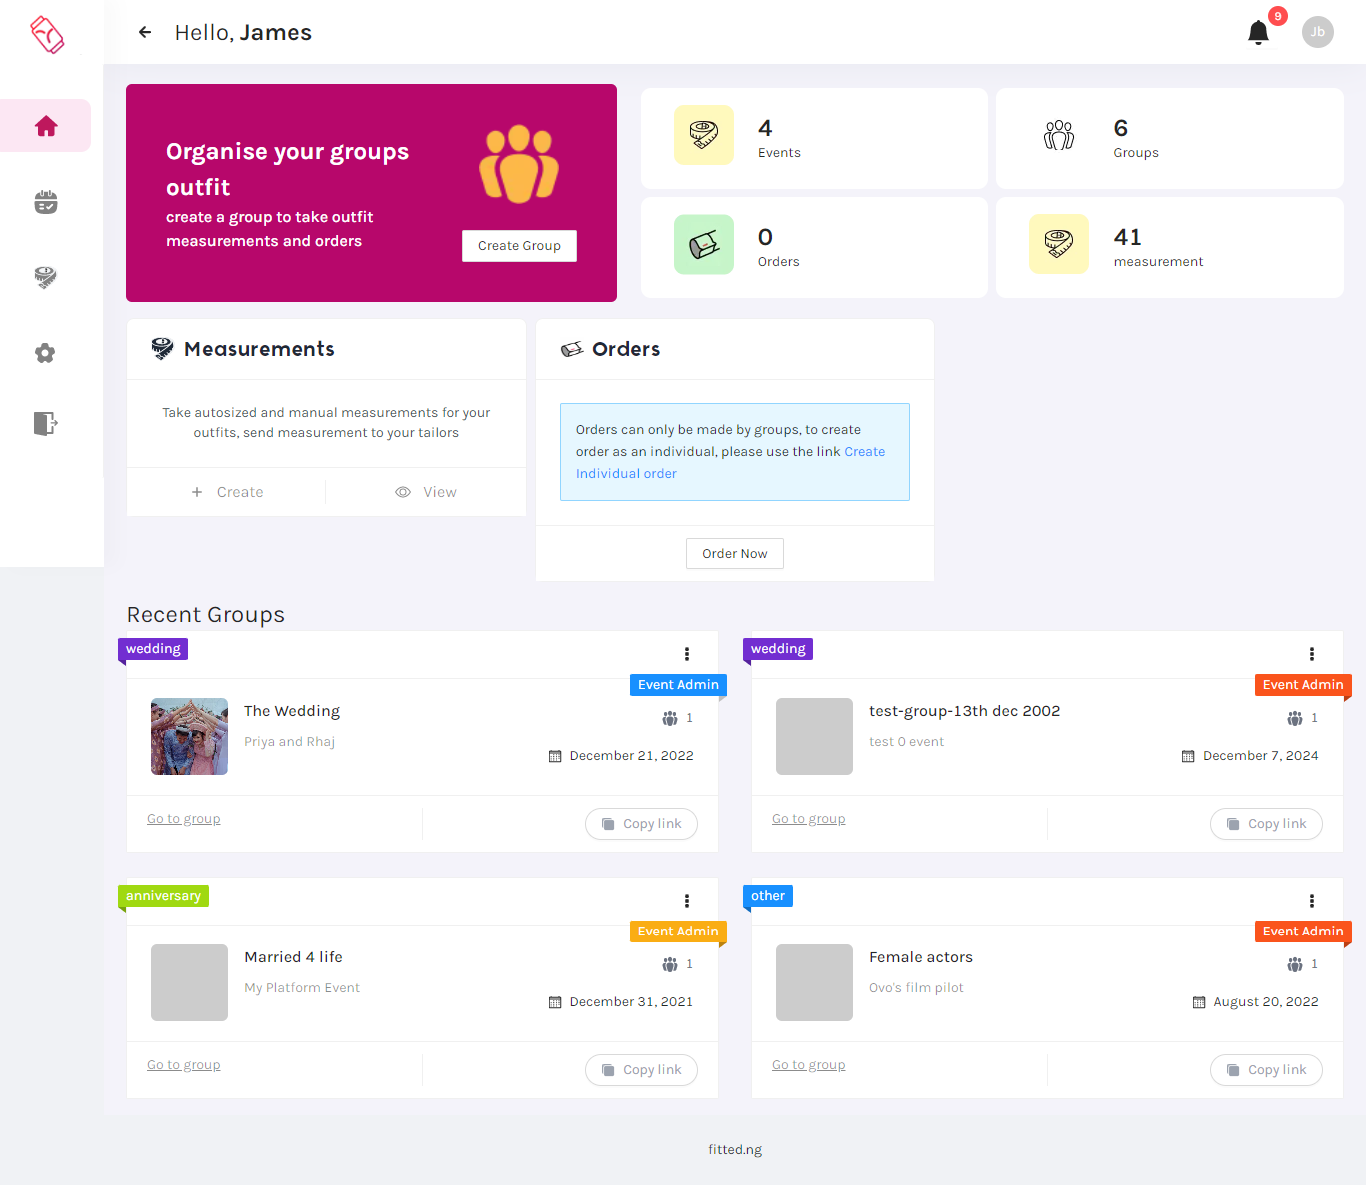 Hello, James
9
Jb
Organise your groups
outfit
create a group to take outfit
measurements and orders
Create Group
4
Events
6
Groups
0
Orders
41
measurement
Measurements
Take autosized and manual measurements for your
outfits, send measurement to your tailors
Create
View
Orders
Orders can only be made by groups, to create
order as an individual, please use the link Create
Individual order
Order Now
Recent Groups
wedding
Event Admin
The Wedding
1
Priya and Rhaj
December 21, 2022
Go to group
Copy link
wedding
Event Admin
test-group-13th dec 2002
1
test 0 event
December 7, 2024
Go to group
Copy link
anniversary
Event Admin
Married 4 life
1
My Platform Event
December 31, 2021
Go to group
Copy link
other
Event Admin
Female actors
1
Ovo's film pilot
August 20, 2022
Go to group
Copy link
fitted.ng